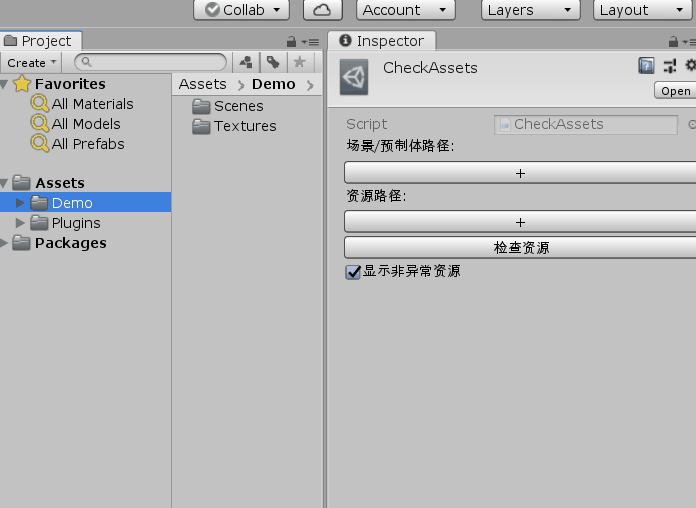 Collab Account Layers Layout
Project
Create
Favorites
All Materials
All Models
All Prefabs
Assets
Demo
Plugins
Packages
Assets > Demo >
Scenes
Textures
Inspector
CheckAssets
Open
Script CheckAssets
场景/预制体路径:
+
资源路径:
+
检查资源
显示非异常资源